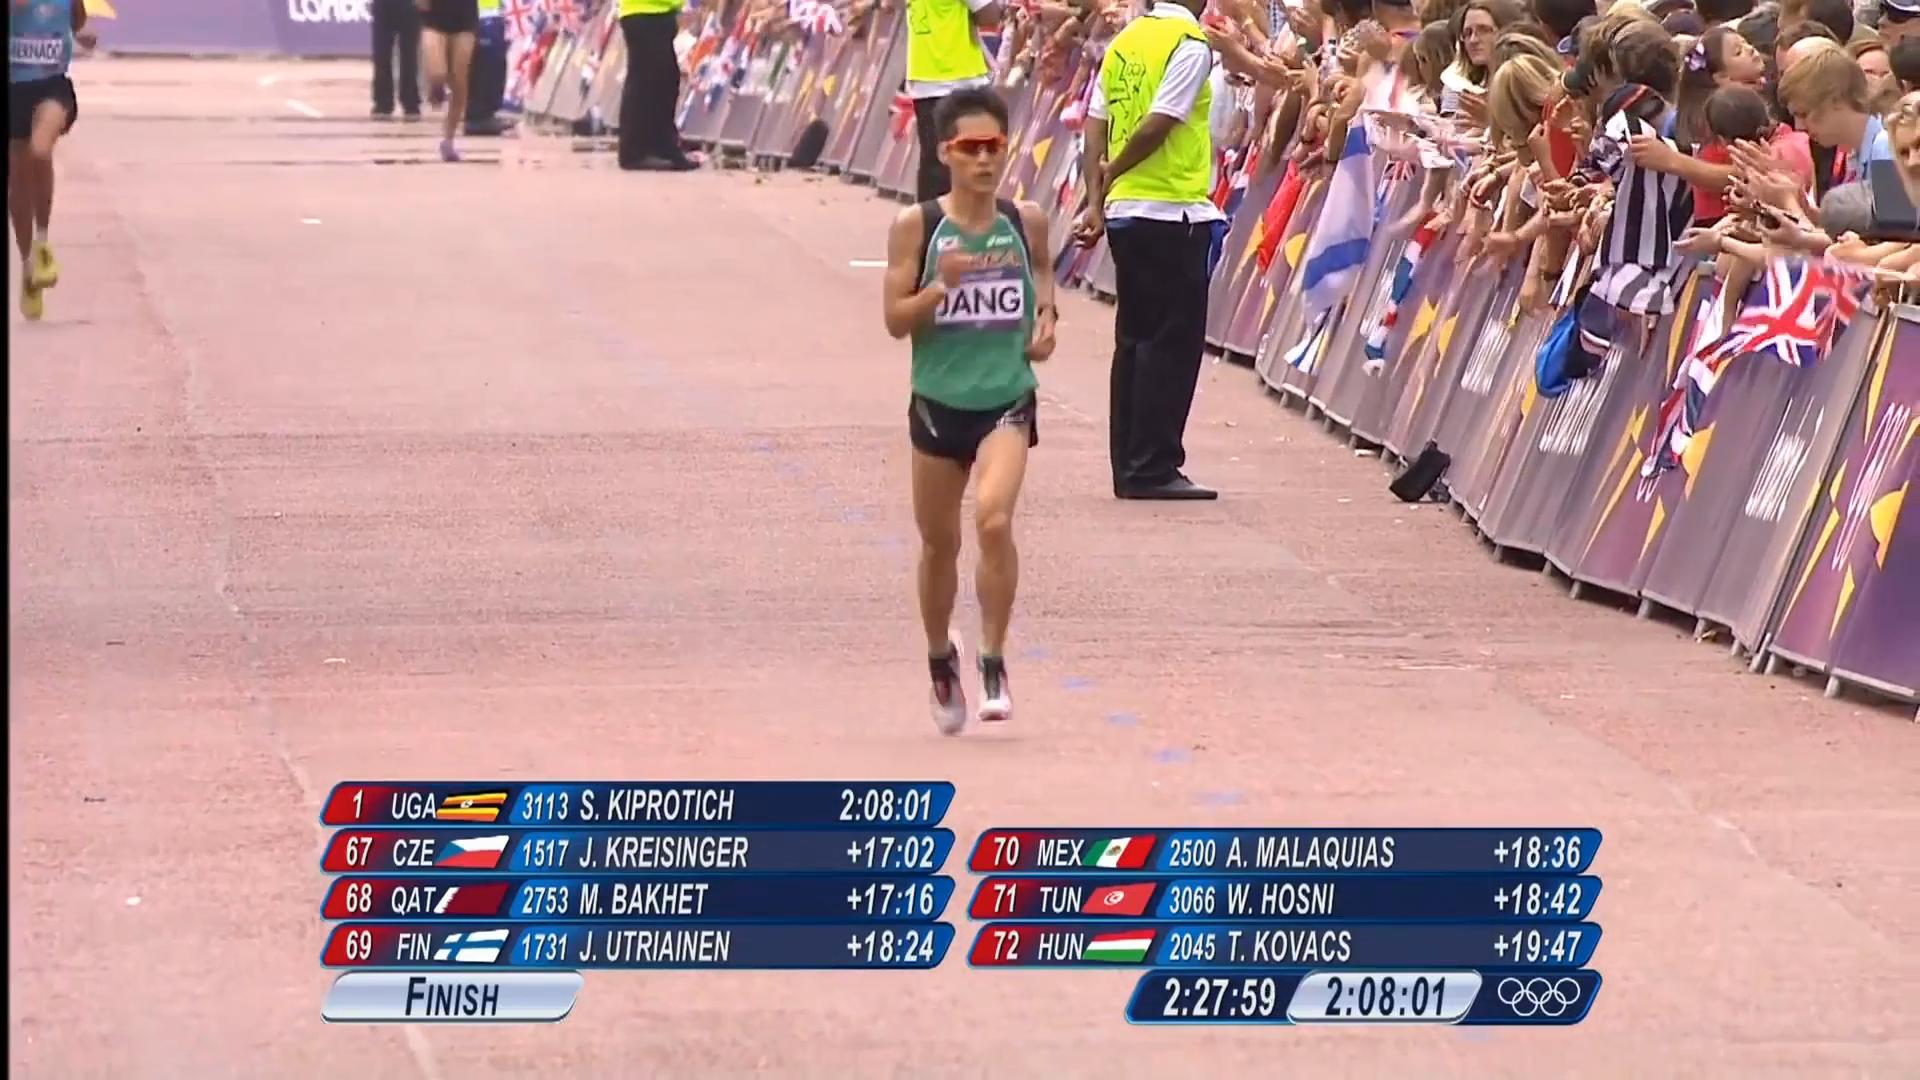 LONDON
BERNADO
JANG
1 UGA 3113 S. KIPROTICH 2:08:01
67 CZE 1517 J. KREISINGER +17:02
68 QAT 2753 M. BAKHET +17:16
69 FIN 1731 J. UTRIAINEN +18:24
70 MEX 2500 A. MALAQUIAS +18:36
71 TUN 3066 W. HOSNI +18:42
72 HUN 2045 T. KOVACS +19:47
FINISH
2:27:59 2:08:01